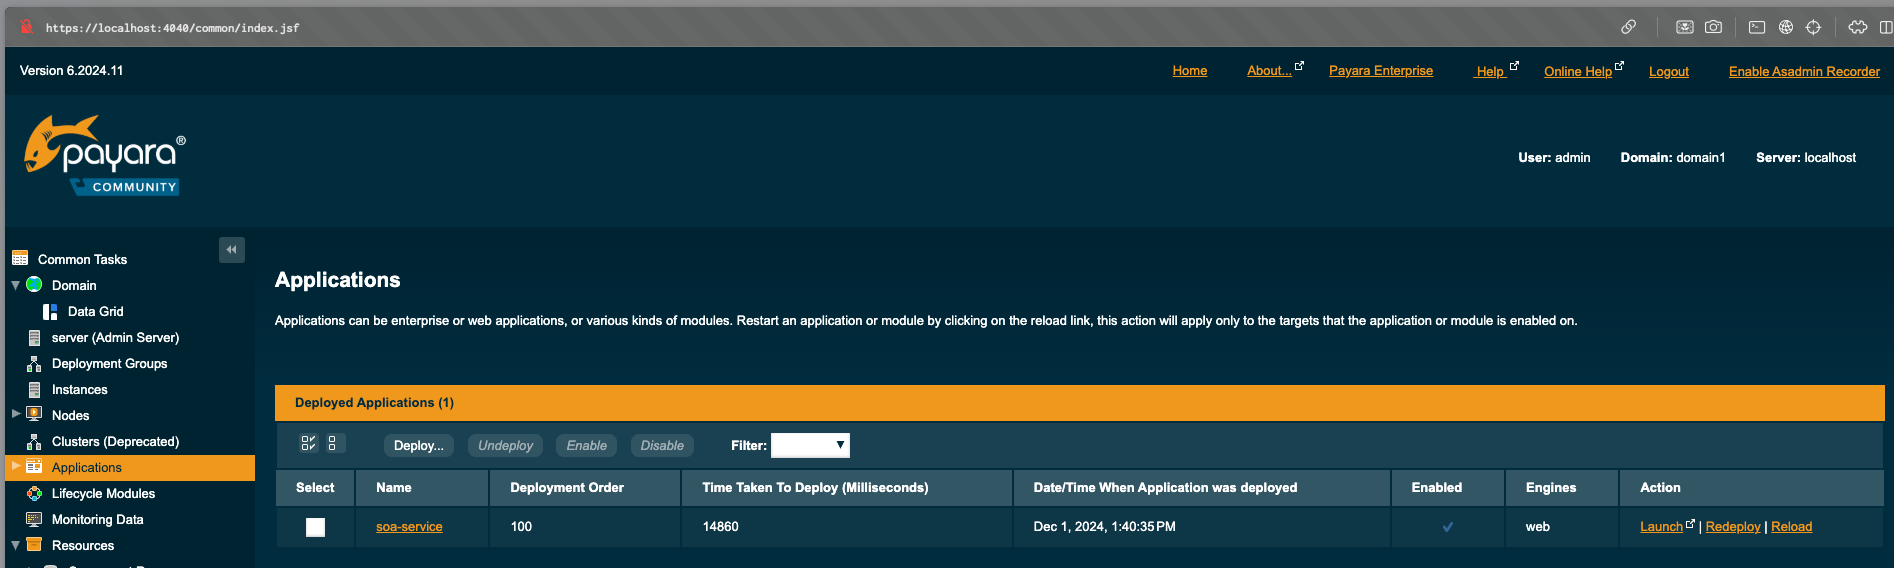 https://localhost:4040/common/index.jsf
Version 6.2024.11
Home About... Payara Enterprise Help Online Help Logout Enable Asadmin Recorder
payara®
COMMUNITY
User: admin Domain: domain1 Server: localhost
Common Tasks
Domain
Data Grid
server (Admin Server)
Deployment Groups
Instances
Nodes
Clusters (Deprecated)
Applications
Lifecycle Modules
Monitoring Data
Resources
Applications
Applications can be enterprise or web applications, or various kinds of modules. Restart an application or module by clicking on the reload link, this action will apply only to the targets that the application or module is enabled on.
Deployed Applications (1)
Deploy... Undeploy Enable Disable Filter:
Select Name Deployment Order Time Taken To Deploy (Milliseconds) Date/Time When Application was deployed Enabled Engines Action
soa-service 100 14860 Dec 1, 2024, 1:40:35 PM web Launch | Redeploy | Reload